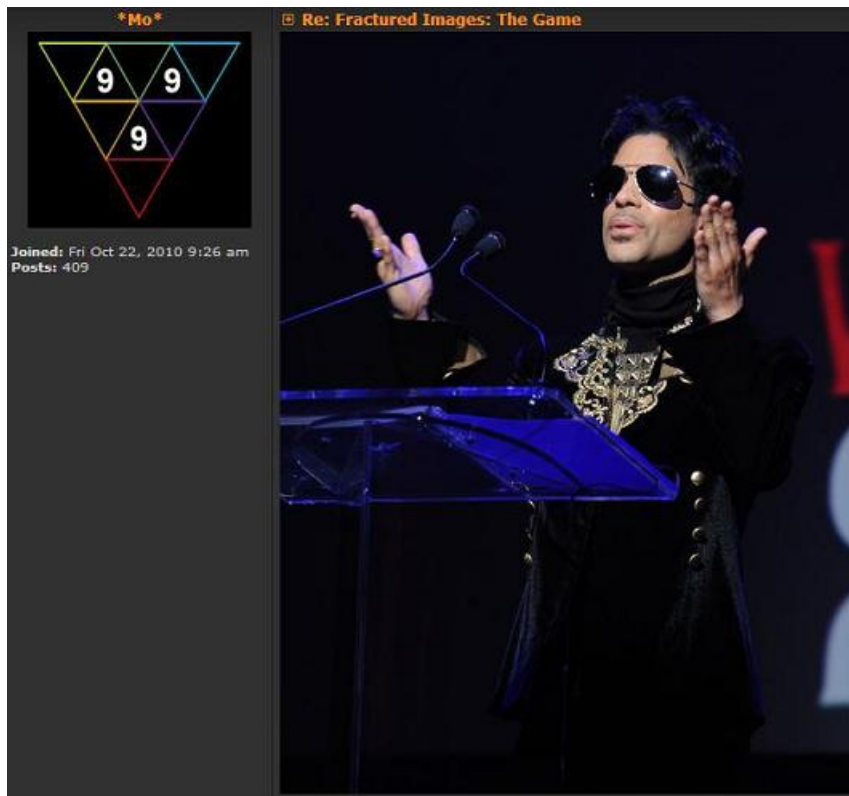 *Mo*
Re: Fractured Images: The Game
9 9
9
Joined: Fri Oct 22, 2010 9:26 am
Posts: 409